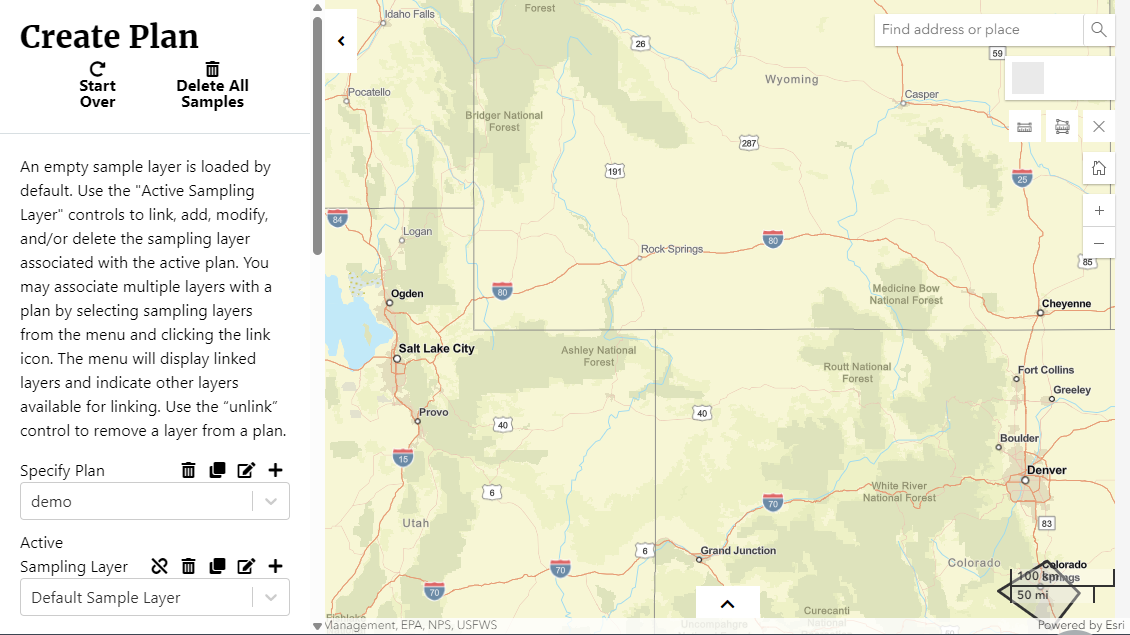 Create Plan
Start
Over
Delete All
Samples
An empty sample layer is loaded by
default. Use the "Active Sampling
Layer" controls to link, add, modify,
and/or delete the sampling layer
associated with the active plan. You
may associate multiple layers with a
plan by selecting sampling layers
from the menu and clicking the link
icon. The menu will display linked
layers and indicate other layers
available for linking. Use the “unlink”
control to remove a layer from a plan.
Specify Plan
demo
Active
Sampling Layer
Default Sample Layer
Idaho Falls
Forest
26
Find address or place
59
Wyoming
Pocatello
Casper
Bridger National
Forest
287
191
25
84
Logan
80
Rock Springs
85
Ogden
80
Medicine Bow
National Forest
Cheyenne
Salt Lake City
Ashley National
Forest
Routt National
Forest
Fort Collins
Greeley
Provo
40
40
Boulder
15
Denver
6
White River
National Forest
70
Utah
83
6
Grand Junction
Colorado
70
Colorado
Springs
100 km
70
50 mi
Curecanti
National
Uncompahgre
Management, EPA, NPS, USFWS
Powered by Esri